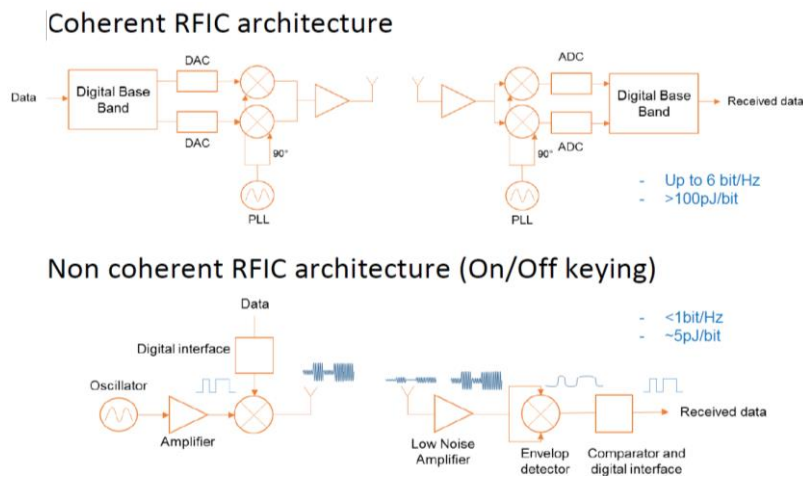 Coherent RFIC architecture
DAC
ADC
Data
Digital Base
Band
Digital Base
Band
Received data
DAC
90°
ADC
90°
PLL
PLL
- Up to 6 bit/Hz
- >100pJ/bit
Non coherent RFIC architecture (On/Off keying)
Data
- <1bit/Hz
- ~5pJ/bit
Digital interface
Oscillator
Amplifier
Received data
Low Noise
Amplifier
Envelop
detector
Comparator and
digital interface